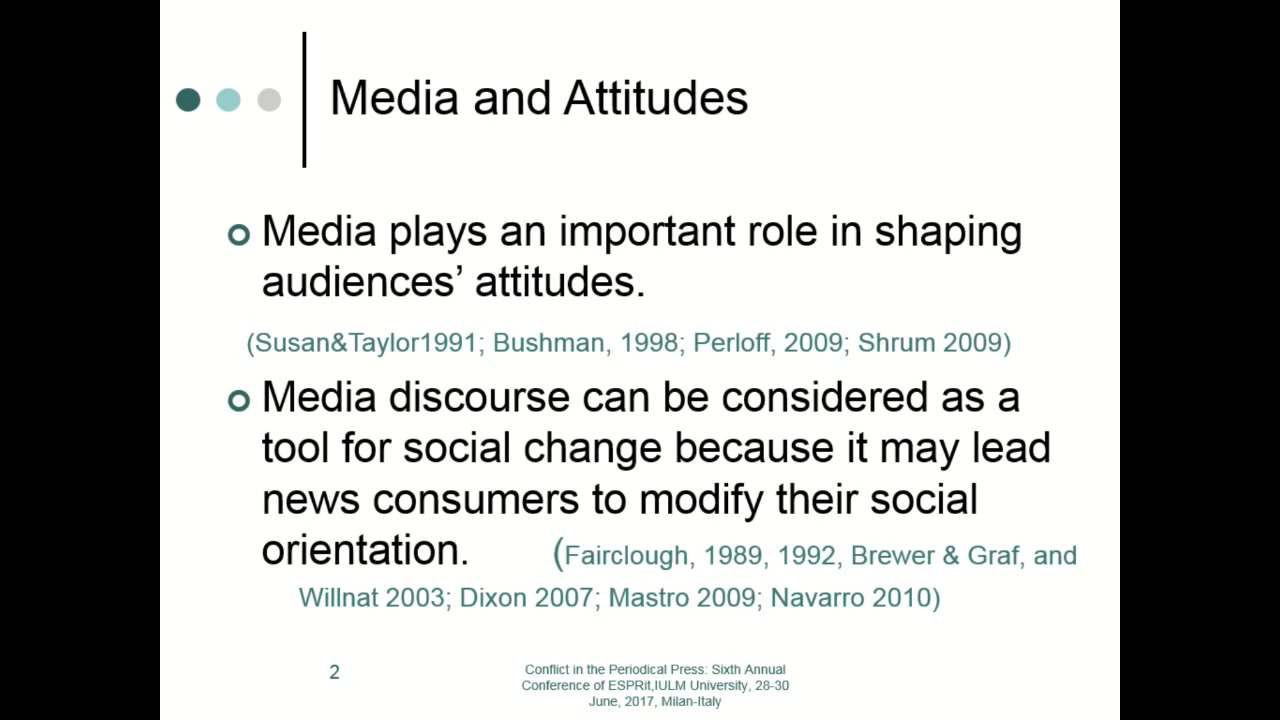 Media and Attitudes
Media plays an important role in shaping
audiences’ attitudes.
(Susan&Taylor1991; Bushman, 1998; Perloff, 2009; Shrum 2009)
Media discourse can be considered as a
tool for social change because it may lead
news consumers to modify their social
orientation. (Fairclough, 1989, 1992, Brewer & Graf, and
Willnat 2003; Dixon 2007; Mastro 2009; Navarro 2010)
2
Conflict in the Periodical Press: Sixth Annual
Conference of ESPRit,IULM University, 28-30
June, 2017, Milan-Italy